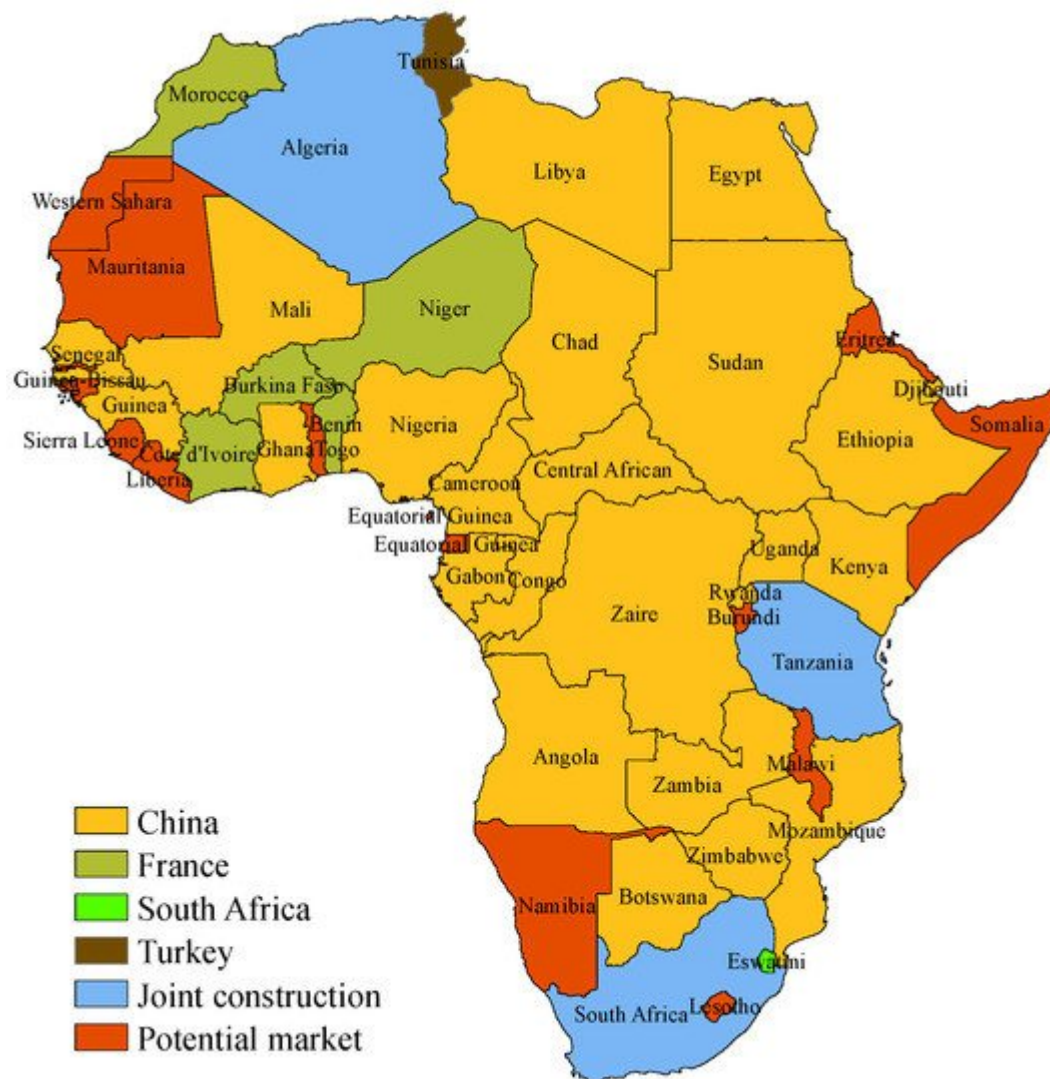 Tunisia
Morocco
Algeria
Libya
Egypt
Western Sahara
Mauritania
Mali
Niger
Chad
Sudan
Eritrea
Senegal
Guinea-Bissau
Guinea
Burkina Faso
Djibouti
Sierra Leone
Cote d'Ivoire
Ghana
Benin
Togo
Nigeria
Ethiopia
Somalia
Liberia
Central African
Cameroon
Equatorial Guinea
Equatorial Guinea
Gabon
Congo
Uganda
Kenya
Rwanda
Burundi
Zaire
Tanzania
Angola
Malawi
Zambia
Mozambique
Zimbabwe
Botswana
Namibia
Eswatini
Lesotho
South Africa
China
France
South Africa
Turkey
Joint construction
Potential market